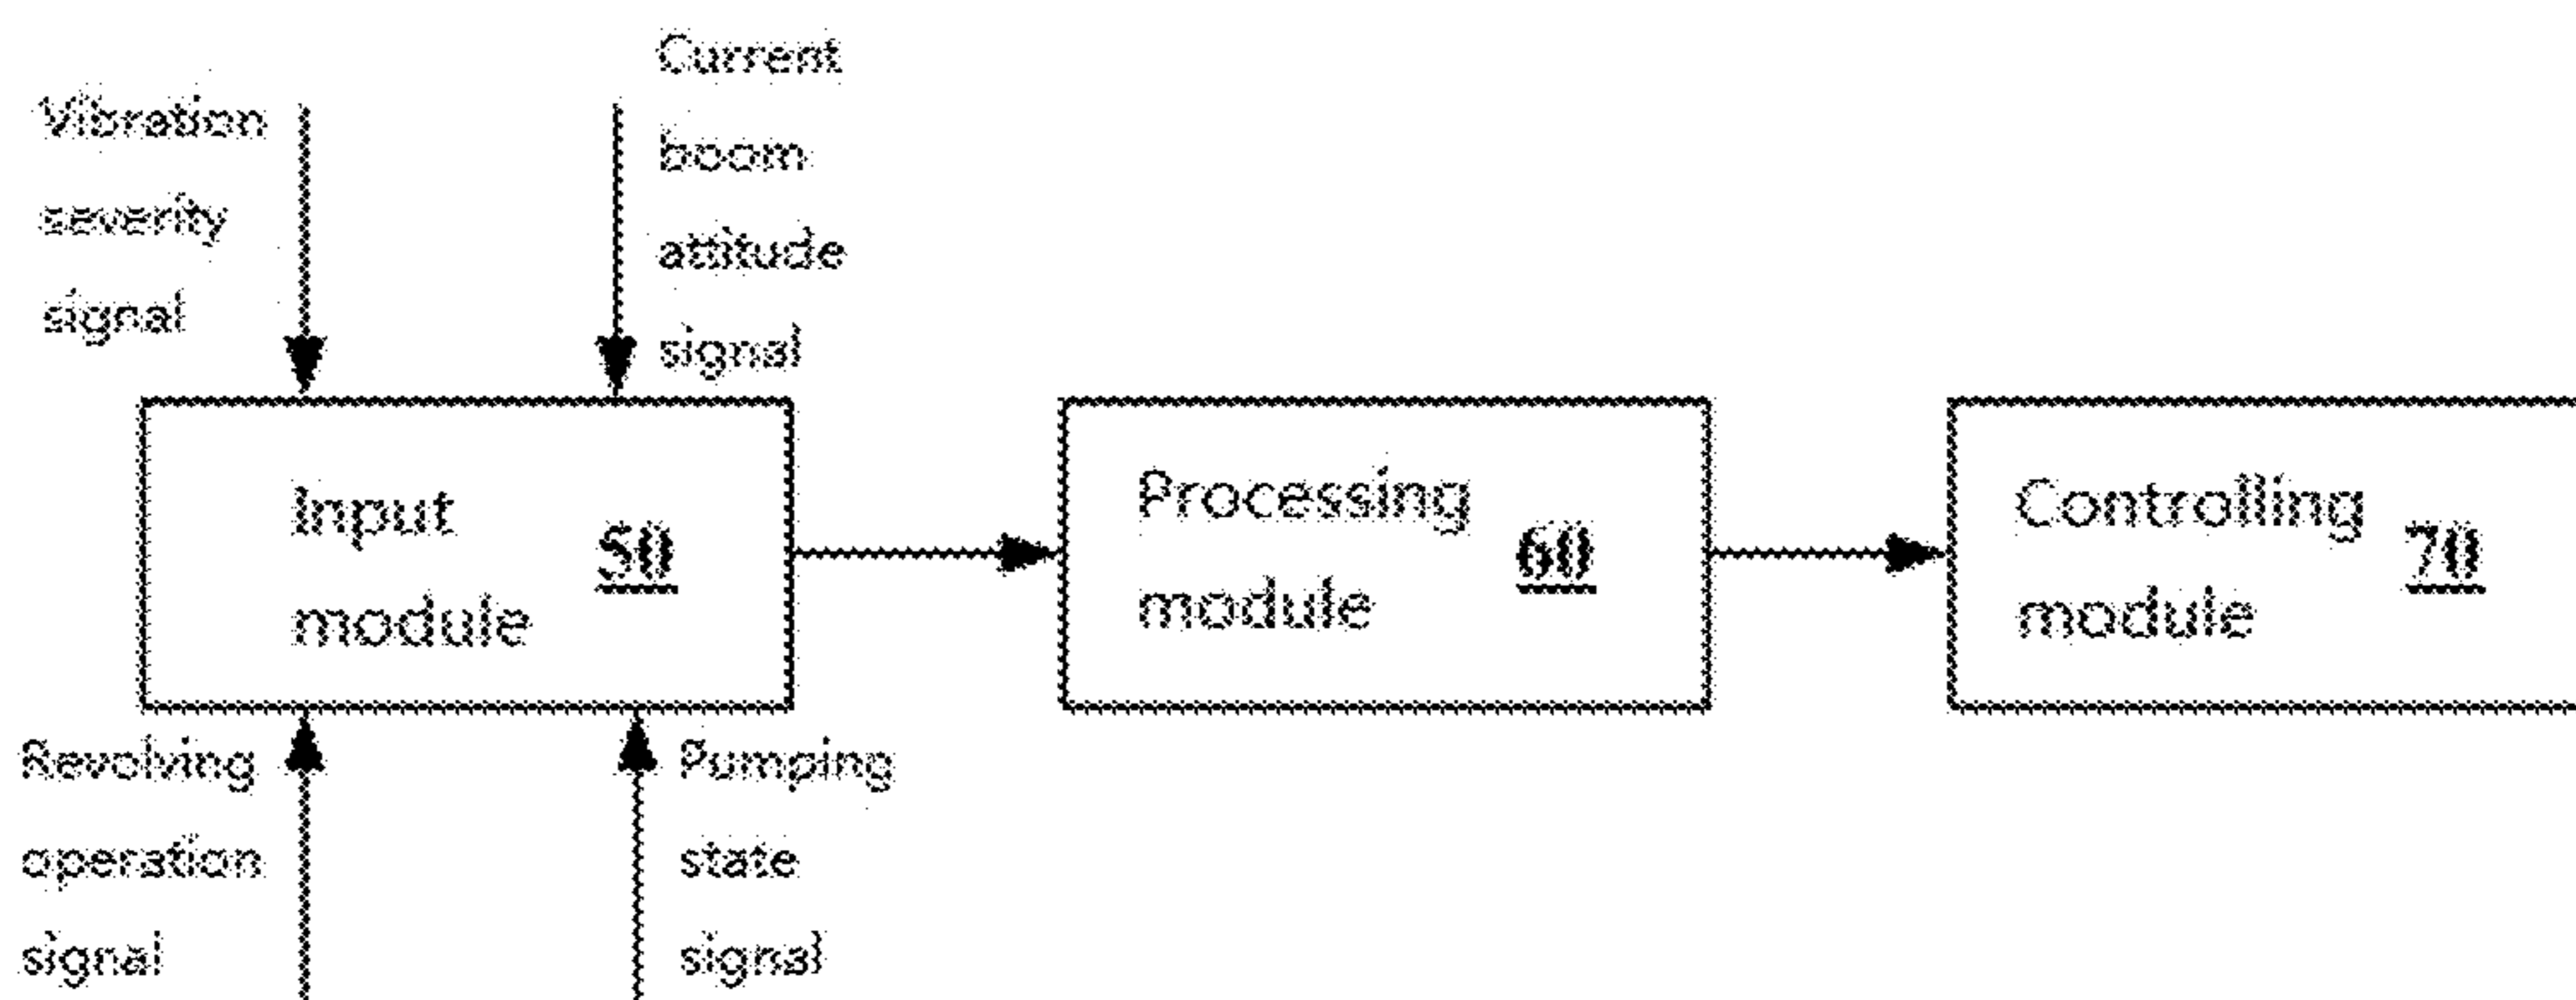 Vibration
severity
signal
Current
boom
attitude
signal
Input
module
50
Processing
module
60
Controlling
module
70
Revolving
operation
signal
Pumping
state
signal